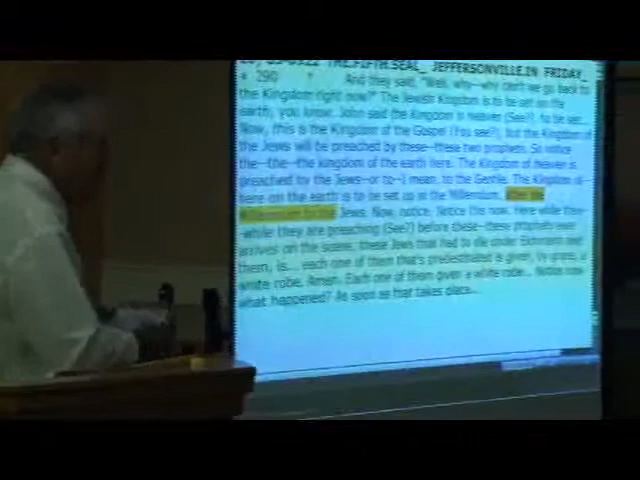 THE.FIFTH.SEAL_ JEFFERSONVILLE.IN FRIDAY_
290 And they said, "Well, why--why can't we go back to
the Kingdom right now?" The Jewish Kingdom is to be set on the
earth, you know. John said the Kingdom in heaven (See?), to be set...
Now, this is the Kingdom of the Gospel (You see?), but the Kingdom of
the Jews will be preached by these--these two prophets. So notice
the--the--the kingdom of the earth here. The Kingdom of heaven is
preached by the Jews--or to--I mean, to the Gentile. The Kingdom of
here on the earth is to be set up in the Millennium, after the
Millennium to the Jews. Now, notice. Notice this now. Here while their
while they are preaching (See?) before these--these prophets
arrives on the scene, these Jews that had to die under Eichmann and
them, is... each one of them that's predestinated is given, by grace, a
white robe. Amen. Each one of them given a white robe... Notice now
what happened? As soon as that takes place...